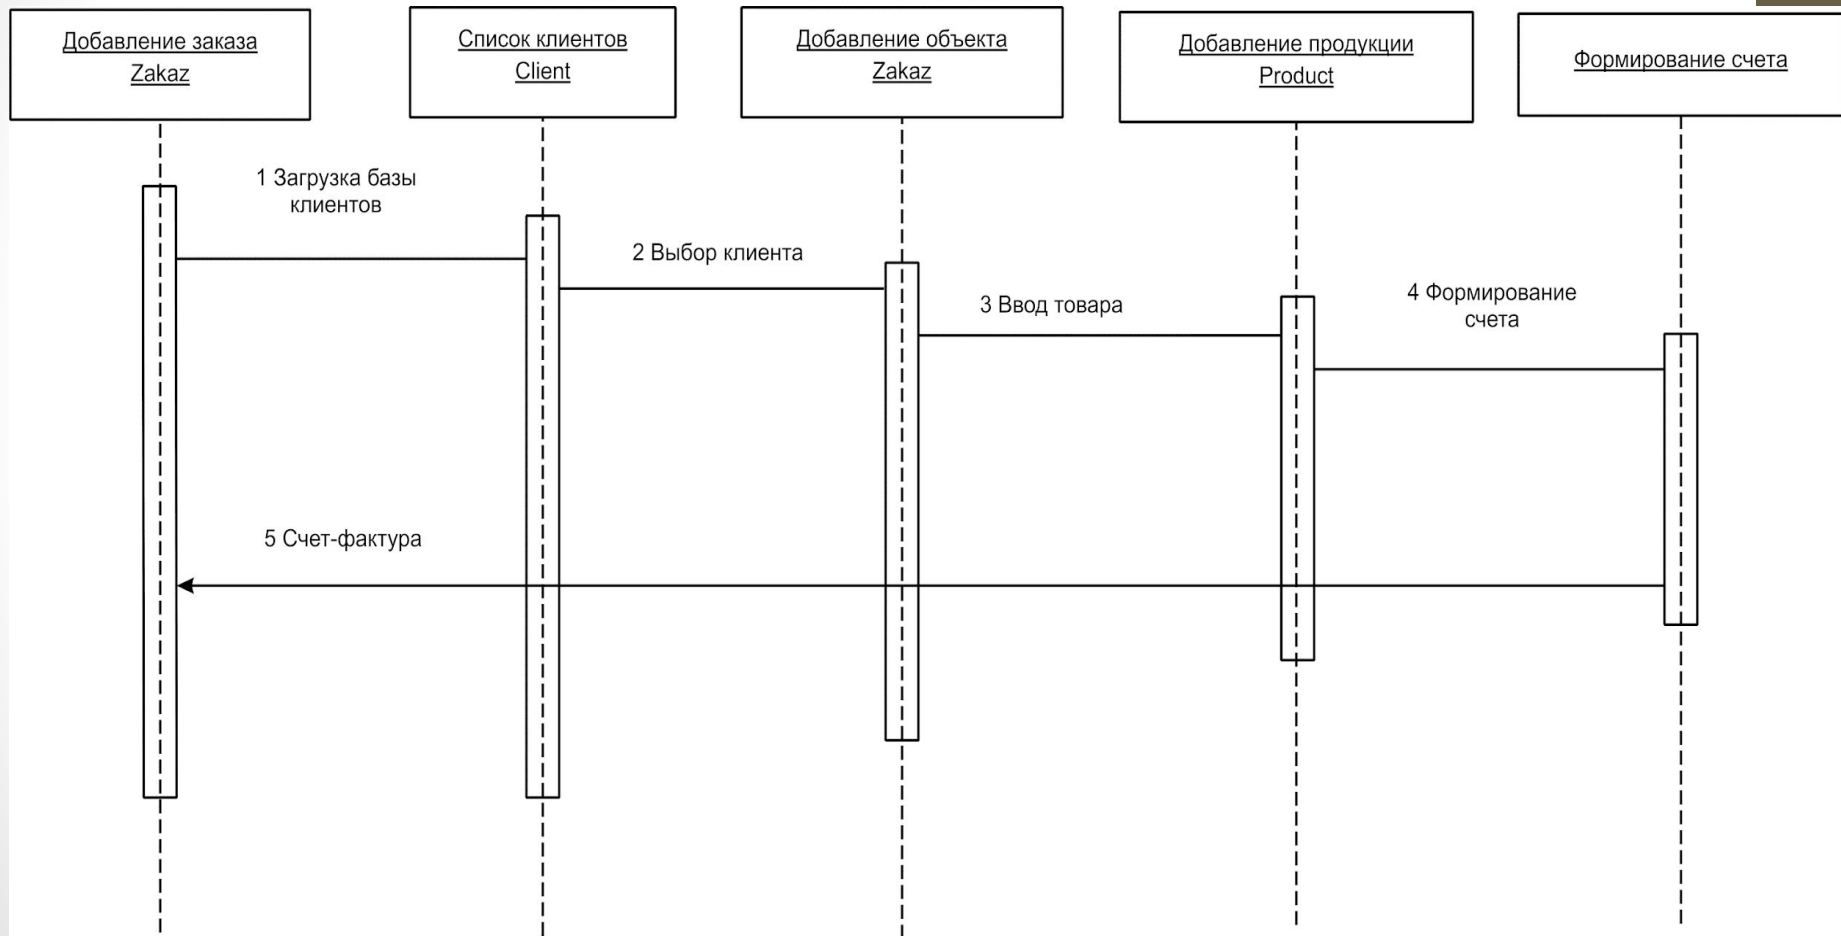 Добавление заказа
Zakaz
Список клиентов
Client
Добавление объекта
Zakaz
Добавление продукции
Product
Формирование счета
1 Загрузка базы
клиентов
2 Выбор клиента
3 Ввод товара
4 Формирование
счета
5 Счет-фактура